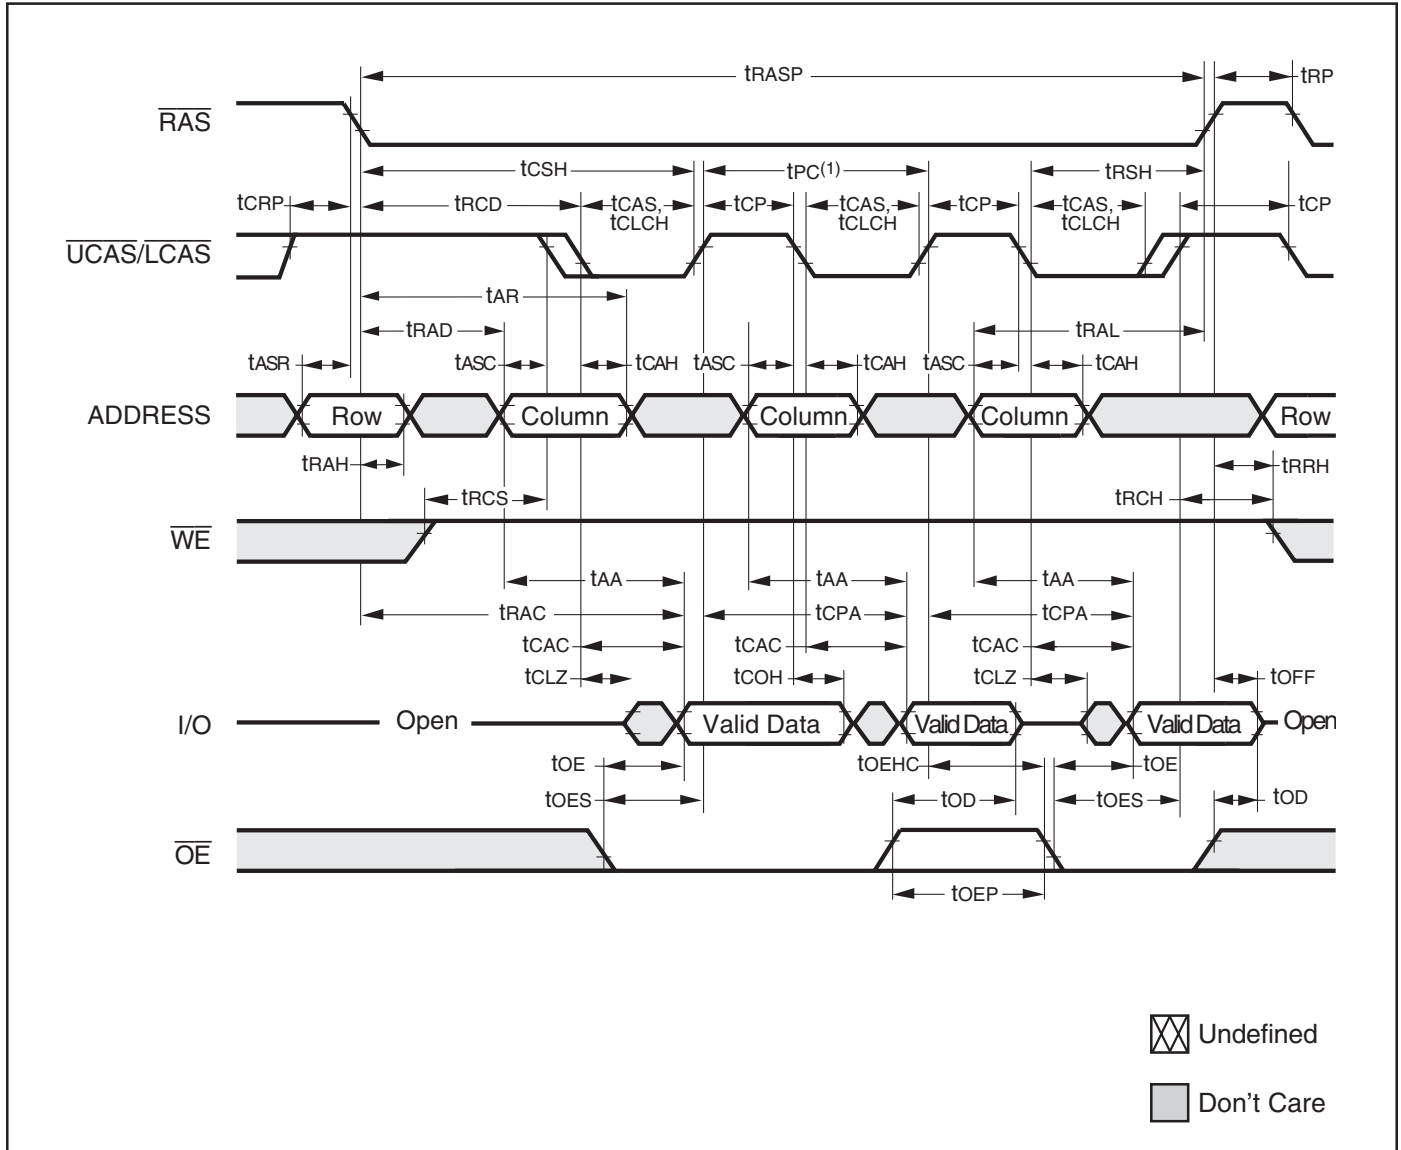 tRASP tRP
RAS
tCSH tPC(1) tRSH
tCRP tRCD tCAS, tCP tCAS, tCP tCAS, tCP
tCLCH tCLCH tCLCH
UCAS/LCAS
tAR
tRAD tRAL
tASR tASC tCAH tASC tCAH tASC tCAH
ADDRESS Row Column Column Column Row
tRAH tRRH
tRCS tRCH
WE
tAA tAA tAA
tRAC tCPA tCPA
tCAC tCAC tCAC
tCLZ tCOH tCLZ tOFF
I/O Open Valid Data Valid Data Valid Data Open
tOE tOEHC tOE
tOES tOD tOES tOD
OE
tOEP
Undefined
Don't Care